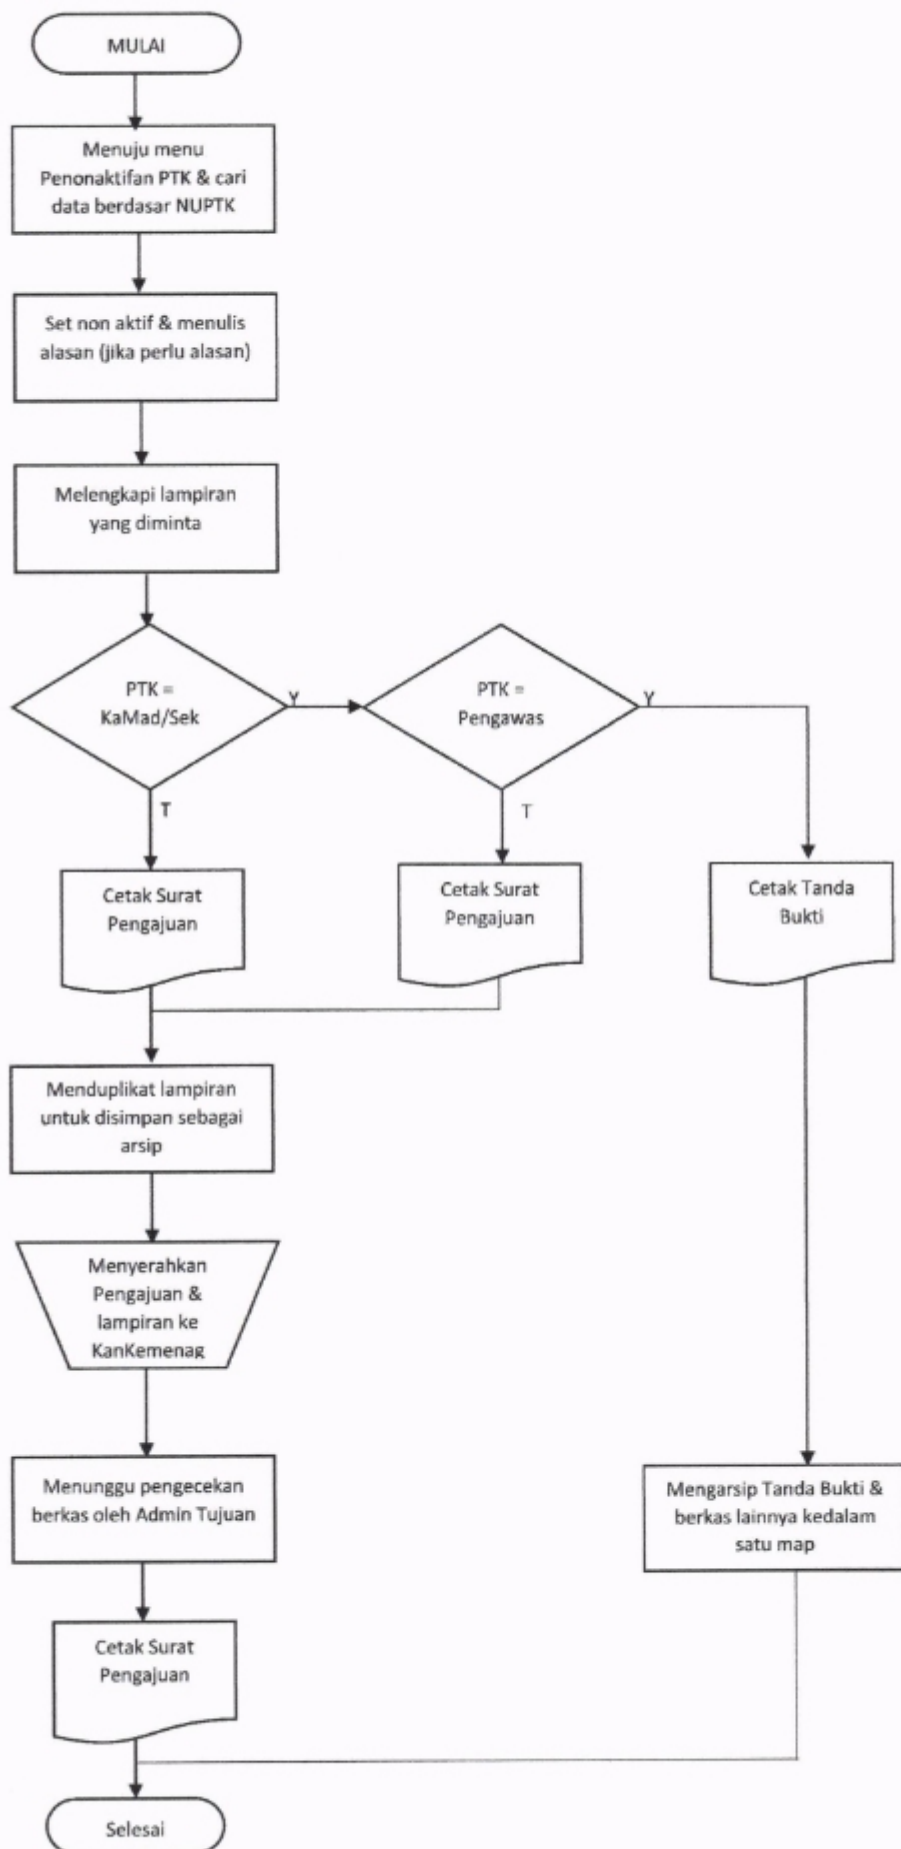 MULAI
Menuju menu
Penonaktifan PTK & cari
data berdasar NUPTK
Set non aktif & menulis
alasan (jika perlu alasan)
Melengkapi lampiran
yang diminta
PTK =
KaMad/Sek
Y
PTK =
Pengawas
Y
T
T
Cetak Surat
Pengajuan
Cetak Surat
Pengajuan
Cetak Tanda
Bukti
Menduplikat lampiran
untuk disimpan sebagai
arsip
Menyerahkan
Pengajuan &
lampiran ke
KanKemenag
Menunggu pengecekan
berkas oleh Admin Tujuan
Mengarsip Tanda Bukti &
berkas lainnya kedalam
satu map
Cetak Surat
Pengajuan
Selesai